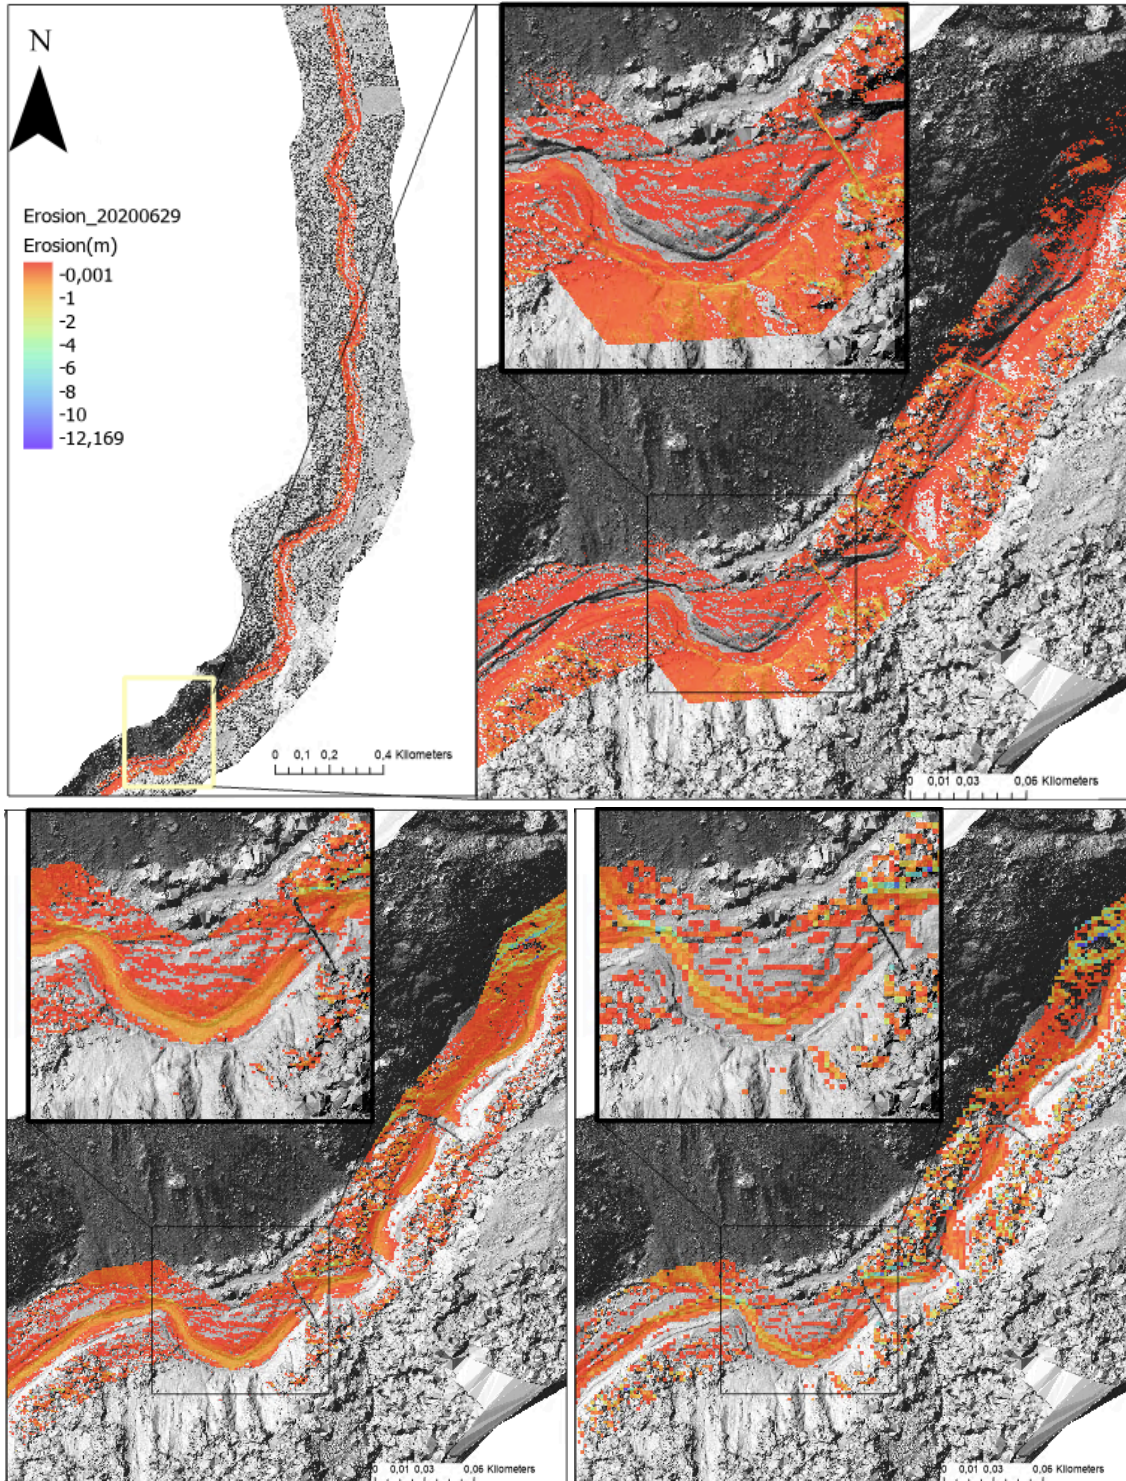 N
Erosion_20200629
Erosion(m)
-0,001
-1
-2
-4
-6
-8
-10
-12,169
0 0,1 0,2 0,4 Kilometers
0 0,01 0,03 0,06 Kilometers
0 0,01 0,03 0,06 Kilometers
0 0,01 0,03 0,06 Kilometers